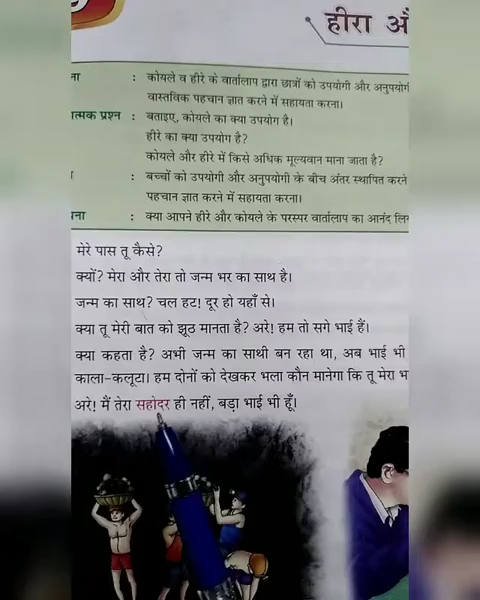 हीरा
ना : कोयले व हीरे के वार्तालाप द्वारा छात्रों को उपयोगी और अनुपयोगी
वास्तविक पहचान ज्ञात करने में सहायता करना।
त्मक प्रश्न : बताइए, कोयले का क्या उपयोग है।
हीरे का क्या उपयोग है?
कोयले और हीरे में किसे अधिक मूल्यवान माना जाता है?
: बच्चों को उपयोगी और अनुपयोगी के बीच अंतर स्थापित करने
पहचान ज्ञात करने में सहायता करना।
ना : क्या आपने हीरे और कोयले के परस्पर वार्तालाप का आनंद
मेरे पास तू कैसे?
क्यों? मेरा और तेरा तो जन्म भर का साथ है।
जन्म का साथ? चल हट! दूर हो यहाँ से।
क्या तू मेरी बात को झूठ मानता है? अरे! हम तो सगे भाई हैं।
क्या कहता है? अभी जन्म का साथी बन रहा था, अब भाई भी
काला-कलूटा। हम दोनों को देखकर भला कौन मानेगा कि तू मेरा
अरे! मैं तेरा सहोदर ही नहीं, बड़ा भाई भी हूँ।